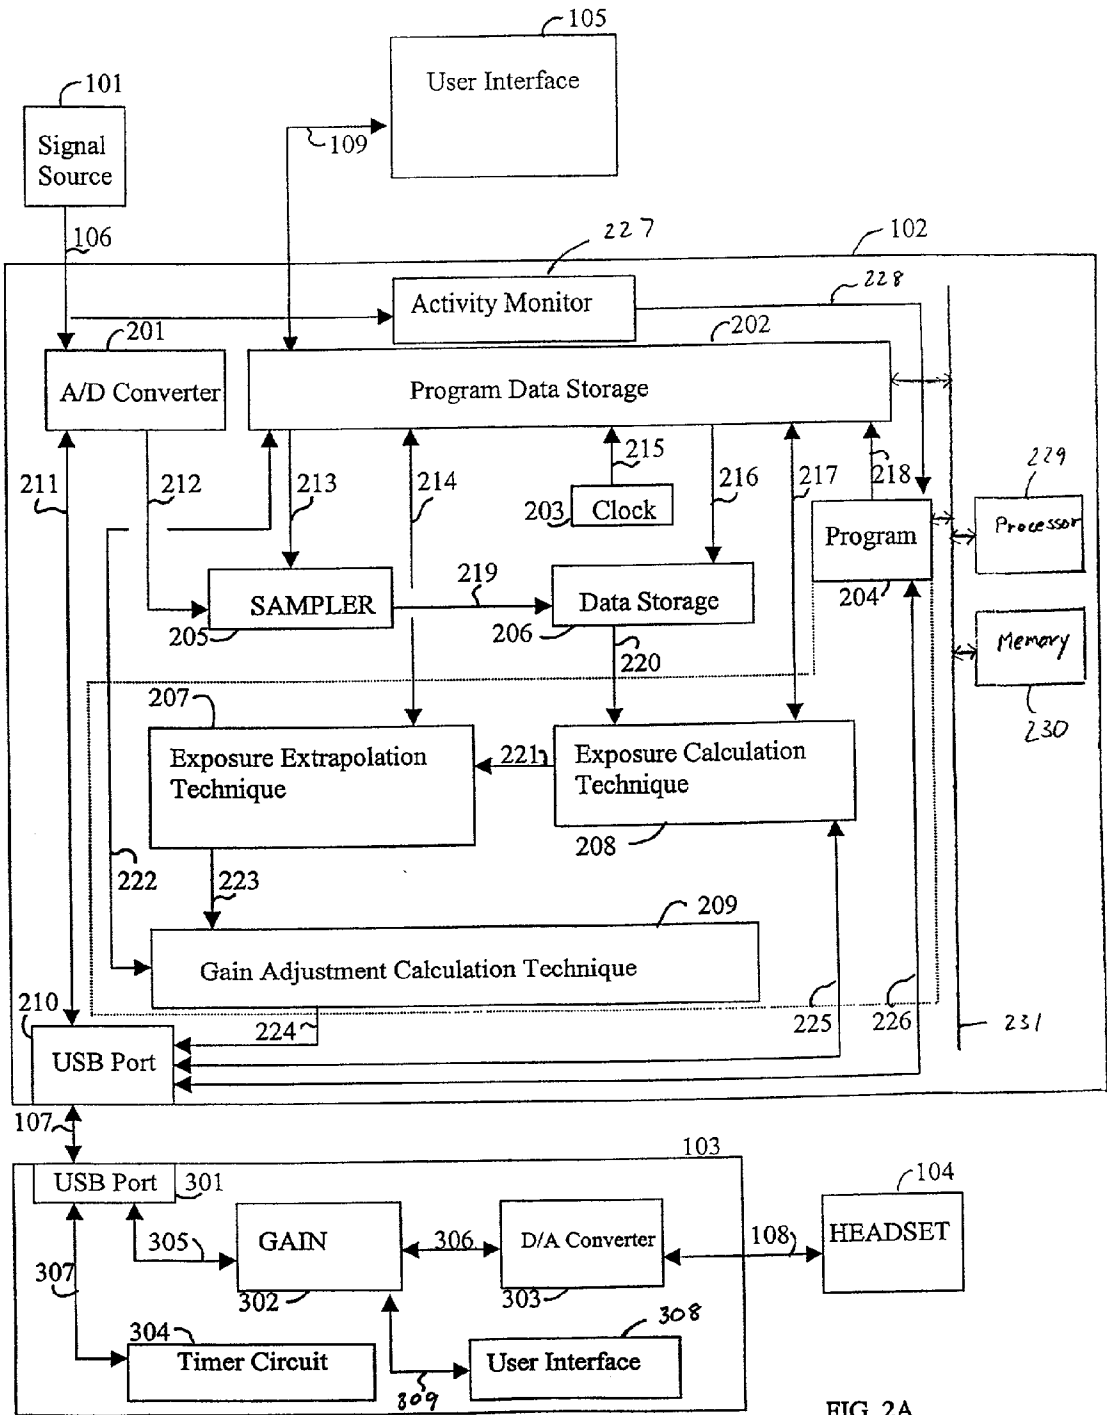 105
User Interface
101
Signal
Source
109
106
227
102
228
Activity Monitor
201
202
A/D Converter
Program Data Storage
211
212
213
214
215
216
217
218
229
203
Clock
Program
Processor
204
SAMPLER
219
Data Storage
205
206
220
Memory
207
230
Exposure Extrapolation
Technique
221
Exposure Calculation
Technique
208
222
223
209
Gain Adjustment Calculation Technique
210
224
225
226
231
USB Port
107
103
USB Port
301
104
305
GAIN
306
D/A Converter
108
HEADSET
307
302
303
304
308
Timer Circuit
User Interface
309
FIG. 2A